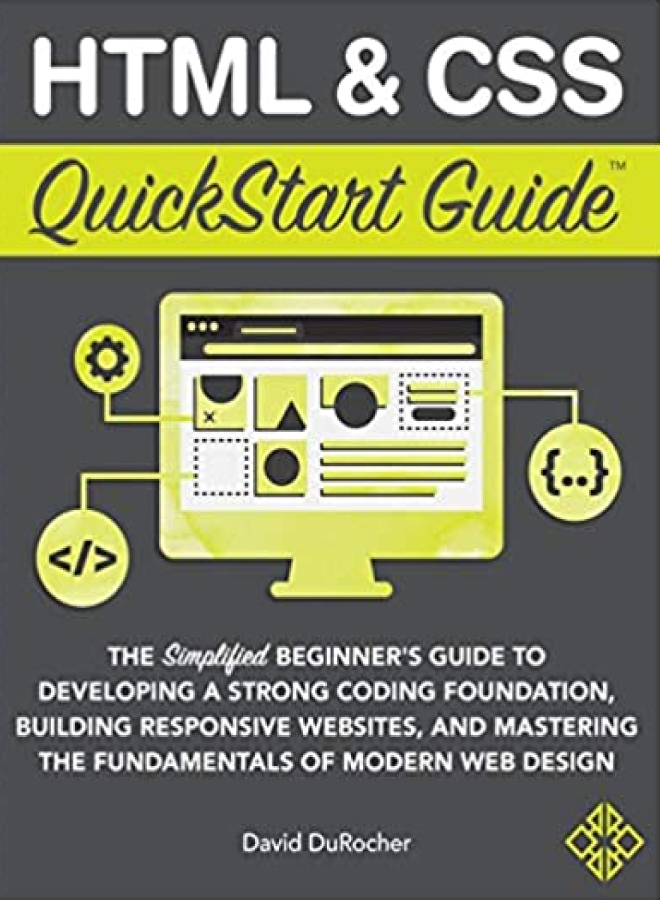 HTML & CSS
QuickStart Guide™
</>
{..}
THE Simplified BEGINNER'S GUIDE TO
DEVELOPING A STRONG CODING FOUNDATION,
BUILDING RESPONSIVE WEBSITES, AND MASTERING
THE FUNDAMENTALS OF MODERN WEB DESIGN
David DuRocher